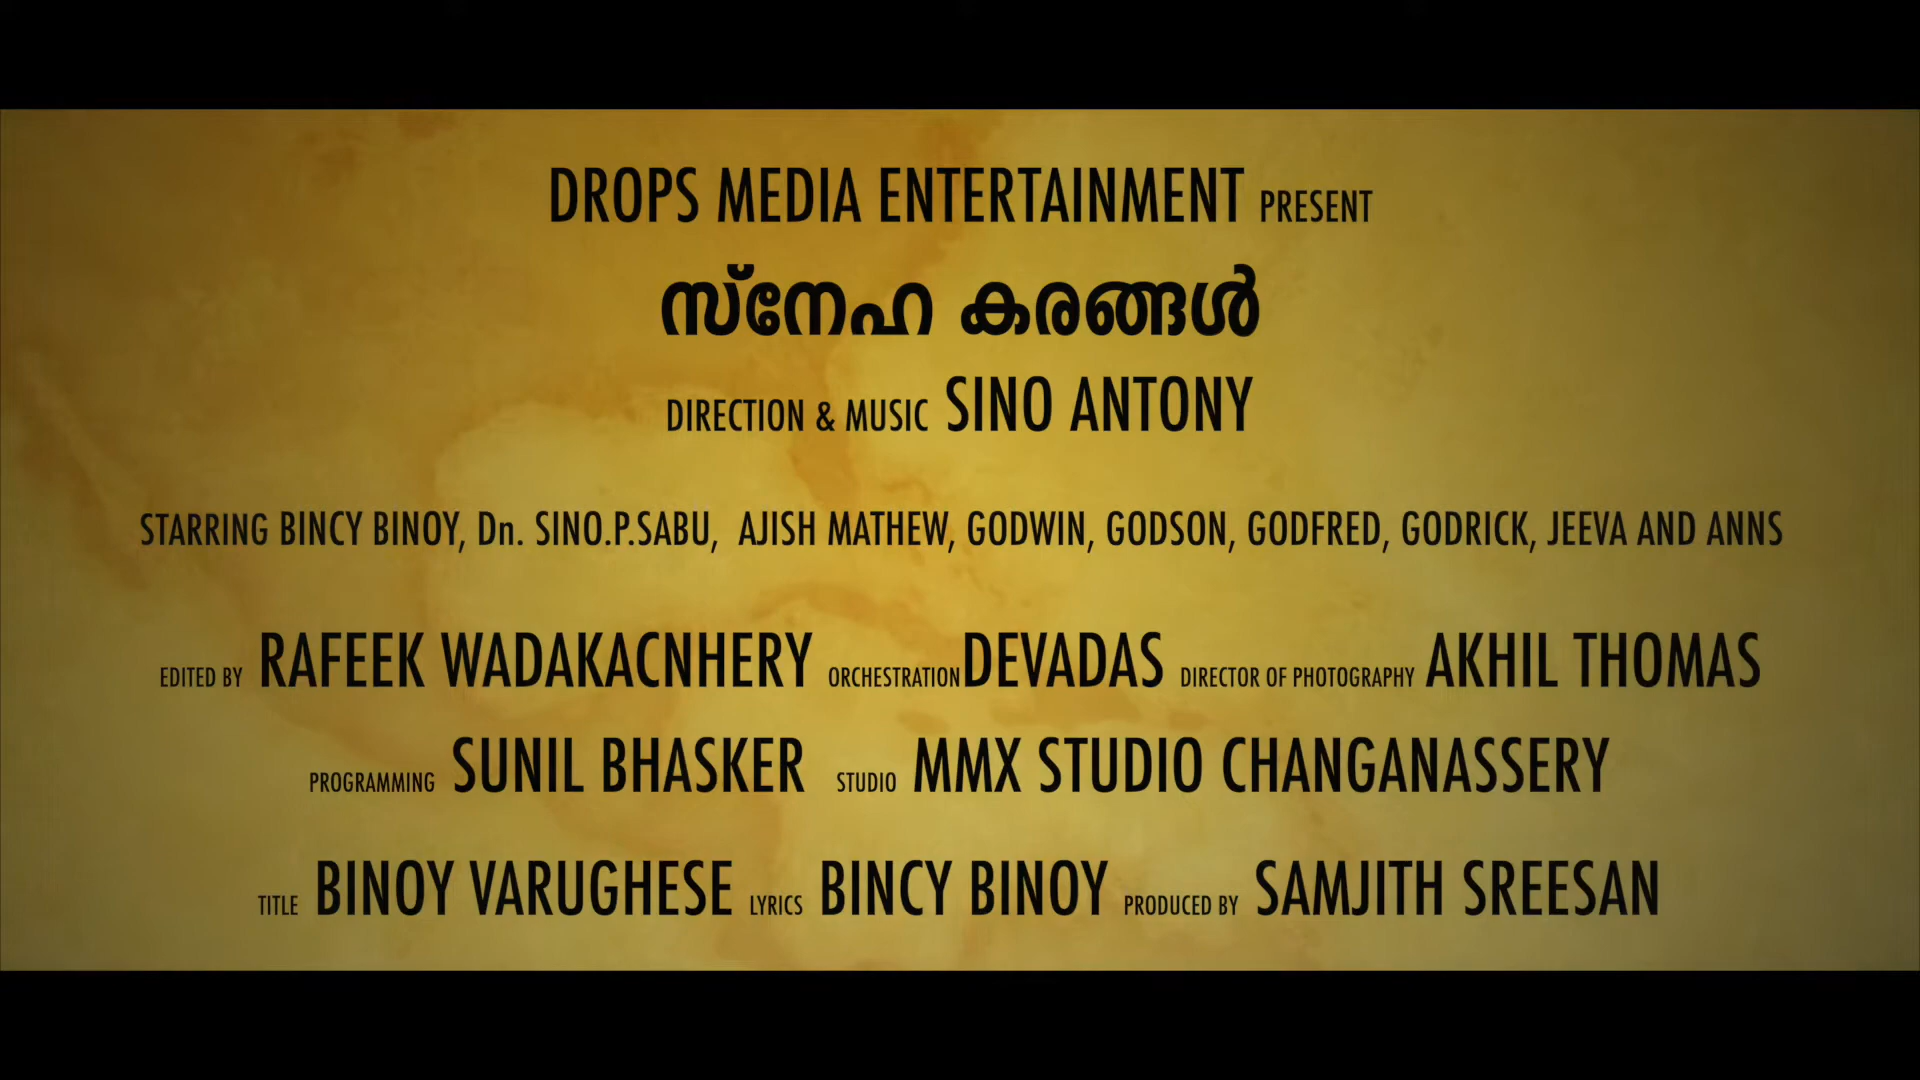 DROPS MEDIA ENTERTAINMENT PRESENT
സ്നേഹ കരങ്ങൾ
DIRECTION & MUSIC SINO ANTONY
STARRING BINCY BINOY, Dn. SINO.P.SABU, AJISH MATHEW, GODWIN, GODSON, GODFRED, GODRICK, JEEVA AND ANNS
EDITED BY RAFEEK WADAKACNHERY ORCHESTRATION DEVADAS DIRECTOR OF PHOTOGRAPHY AKHIL THOMAS
PROGRAMMING SUNIL BHASKER STUDIO MMX STUDIO CHANGANASSERY
TITLE BINOY VARUGHESE LYRICS BINCY BINOY PRODUCED BY SAMJITH SREESAN